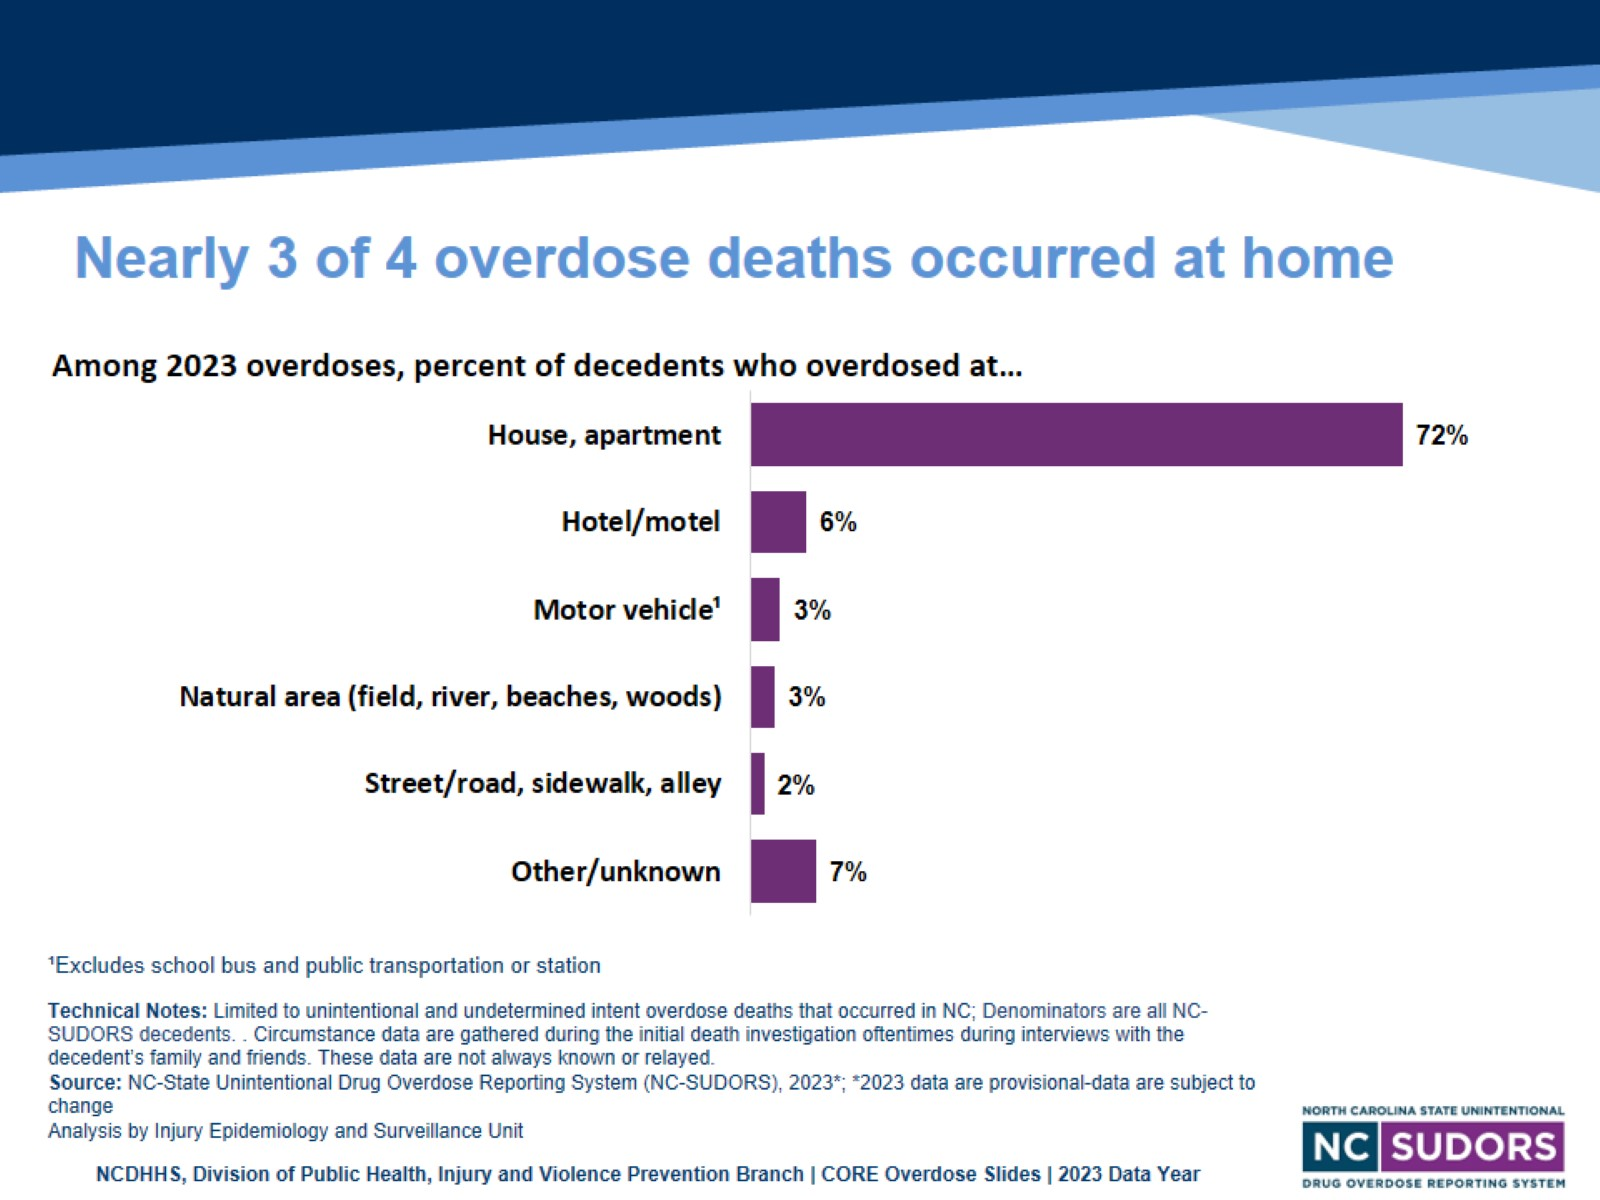 Nearly 3 of 4 overdose deaths occurred at home
Among 2023 overdoses, percent of decedents who overdosed at...
House, apartment 72%
Hotel/motel 6%
Motor vehicle¹ 3%
Natural area (field, river, beaches, woods) 3%
Street/road, sidewalk, alley 2%
Other/unknown 7%
¹Excludes school bus and public transportation or station
Technical Notes: Limited to unintentional and undetermined intent overdose deaths that occurred in NC; Denominators are all NC-
SUDORS decedents. . Circumstance data are gathered during the initial death investigation oftentimes during interviews with the
decedent's family and friends. These data are not always known or relayed.
Source: NC-State Unintentional Drug Overdose Reporting System (NC-SUDORS), 2023*; *2023 data are provisional-data are subject to
change
Analysis by Injury Epidemiology and Surveillance Unit
NCDHHS, Division of Public Health, Injury and Violence Prevention Branch | CORE Overdose Slides | 2023 Data Year
NORTH CAROLINA STATE UNINTENTIONAL
NC SUDORS
DRUG OVERDOSE REPORTING SYSTEM